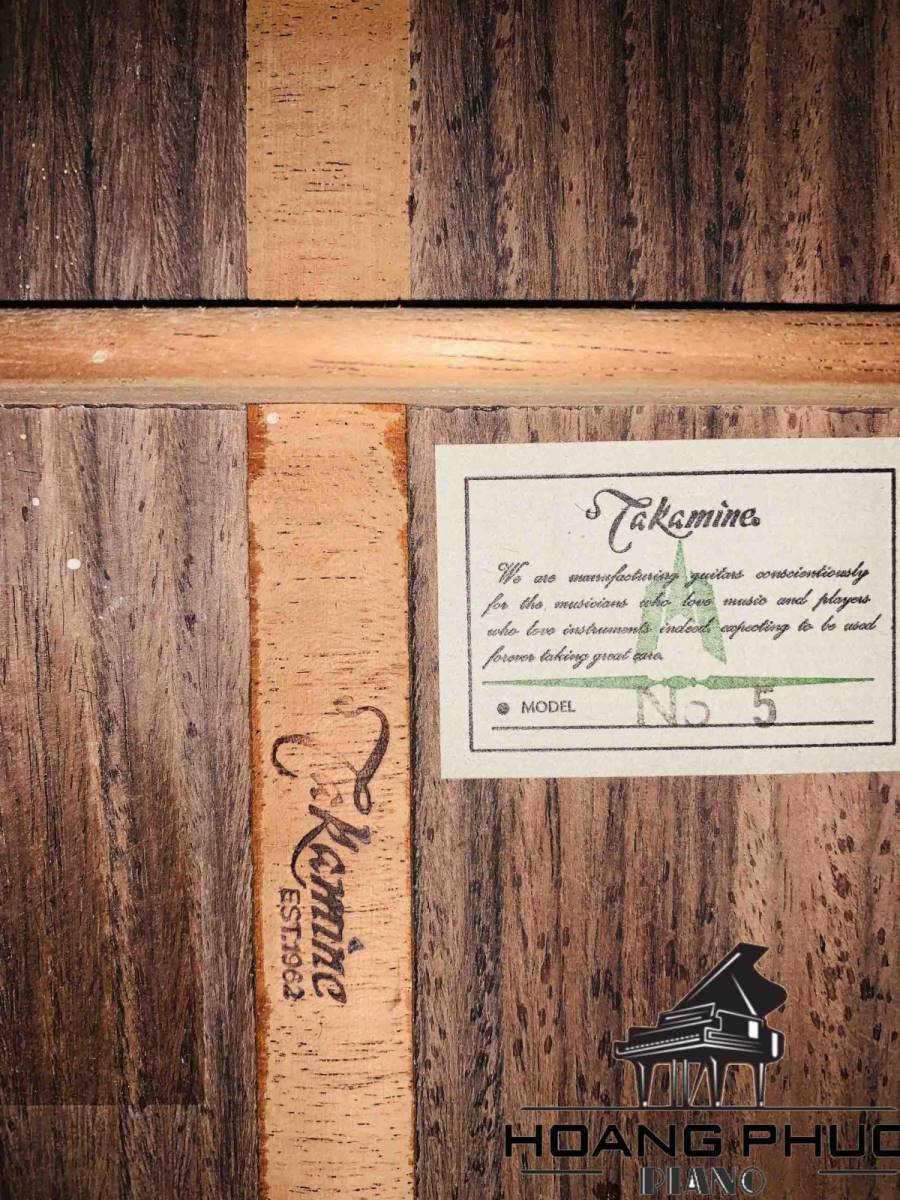 Takamine
We are manufacturing guitars conscientiously
for the musicians who love music and players
who love instruments indeed, expecting to be used
forever taking great care.
MODEL No 5
Takamine
EST.1962
HOANG PHUC
PIANO